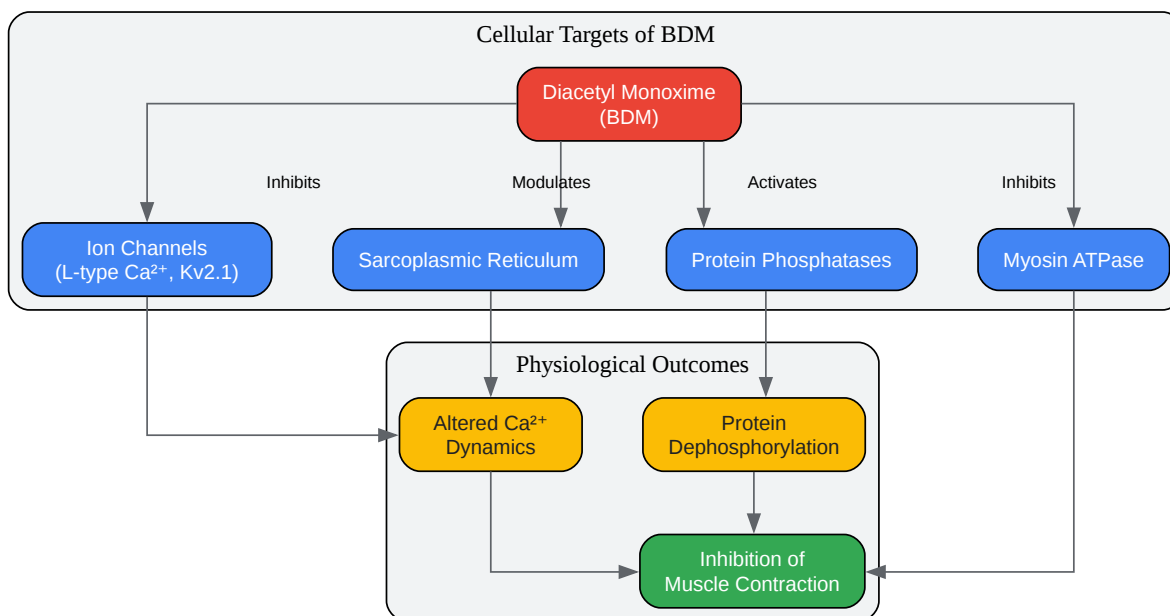 Cellular Targets of BDM
Diacetyl Monoxime
(BDM)
Inhibits
Modulates
Activates
Inhibits
Ion Channels
(L-type Ca²⁺, Kv2.1)
Sarcoplasmic Reticulum
Protein Phosphatases
Myosin ATPase
Physiological Outcomes
Altered Ca²⁺
Dynamics
Protein
Dephosphorylation
Inhibition of
Muscle Contraction